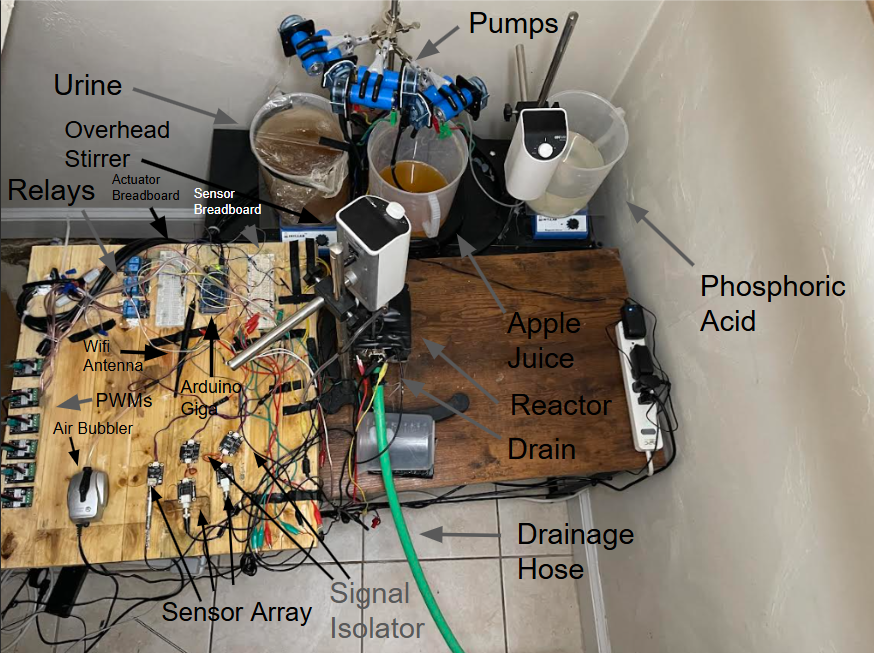 Pumps
Urine
Overhead
Stirrer
Relays
Actuator
Breadboard
Sensor
Breadboard
Phosphoric
Acid
Apple
Juice
Wifi
Antenna
Arduino
Giga
PWMs
Reactor
Air Bubbler
Drain
Drainage
Hose
Sensor Array
Signal
Isolator